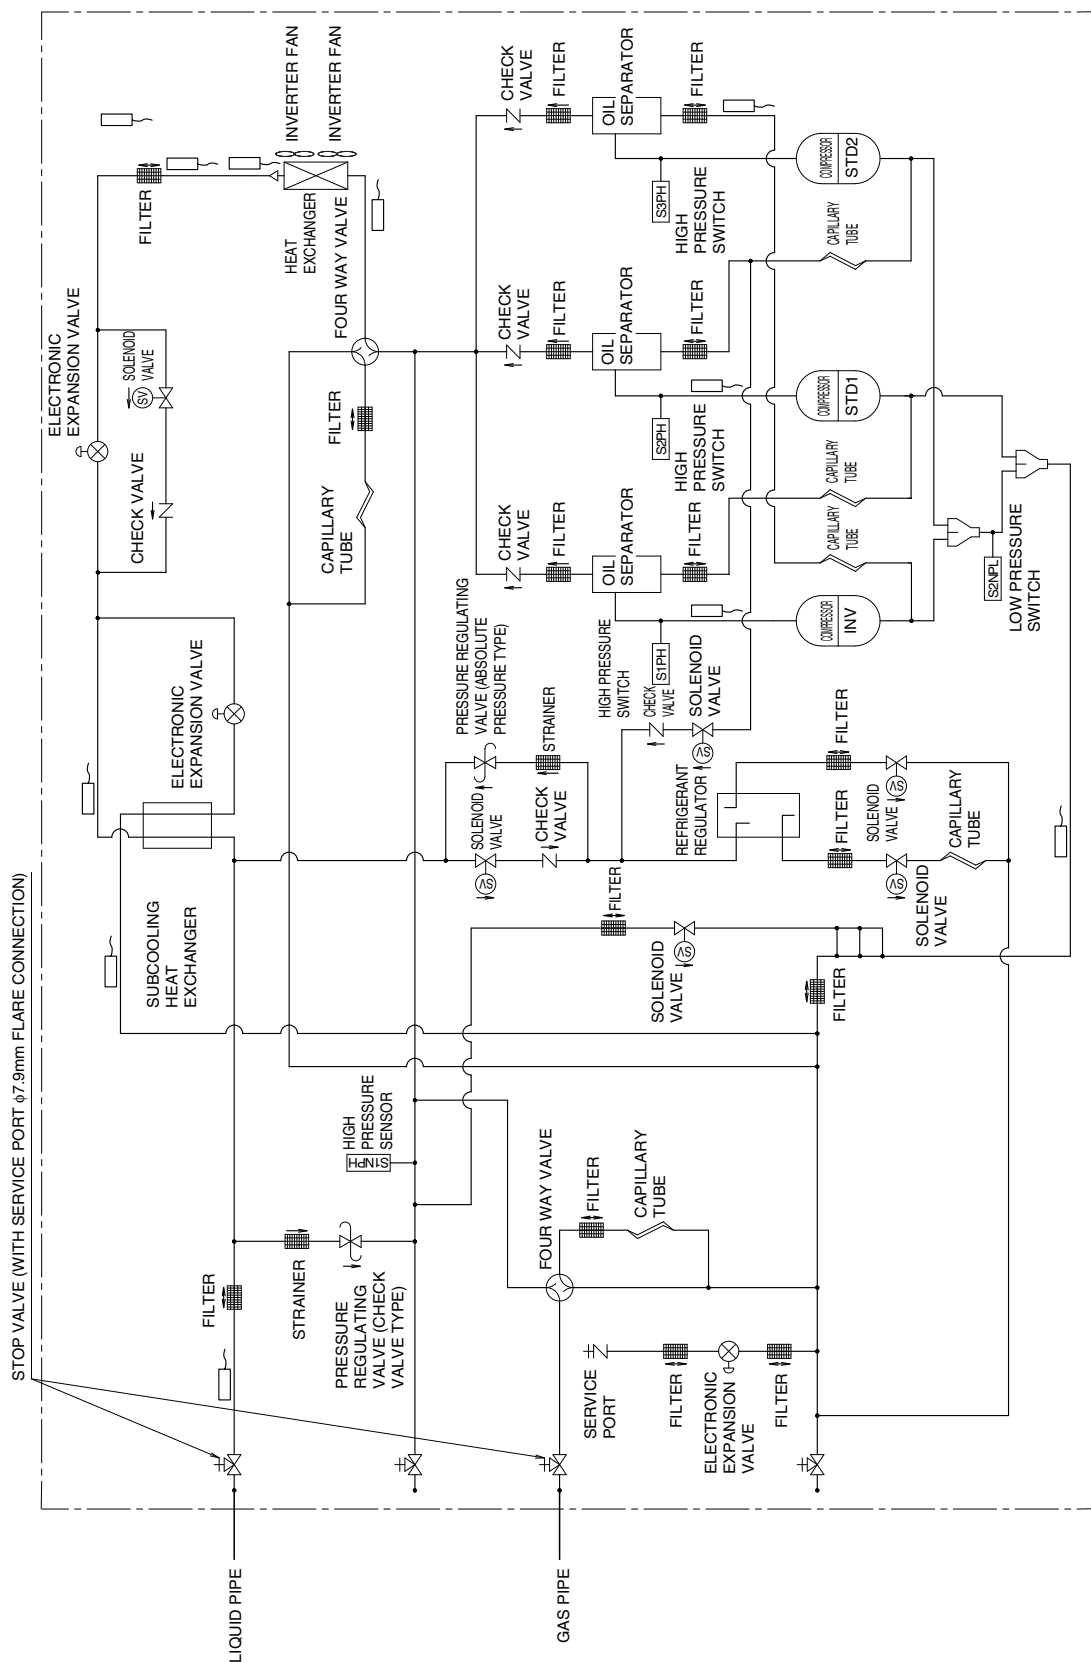 STOP VALVE (WITH SERVICE PORT φ7.9mm FLARE CONNECTION)
ELECTRONIC
EXPANSION VALVE
SOLENOID
VALVE
SV
CHECK VALVE
FILTER
INVERTER FAN
INVERTER FAN
HEAT
EXCHANGER
FOUR WAY VALVE
FILTER
CAPILLARY
TUBE
ELECTRONIC
EXPANSION VALVE
SUBCOOLING
HEAT
EXCHANGER
LIQUID PIPE
FILTER
STRAINER
PRESSURE
REGULATING
VALVE (CHECK
VALVE TYPE)
HIGH
PRESSURE
SENSOR
S1NPH
PRESSURE REGULATING
VALVE (ABSOLUTE
PRESSURE TYPE)
SOLENOID
VALVE
SV
STRAINER
CHECK
VALVE
CHECK
VALVE
FILTER
OIL
SEPARATOR
FILTER
CHECK
VALVE
FILTER
OIL
SEPARATOR
FILTER
CHECK
VALVE
FILTER
OIL
SEPARATOR
FILTER
HIGH PRESSURE
SWITCH
S1PH
CHECK
VALVE
SOLENOID
VALVE
SV
S2PH
HIGH
PRESSURE
SWITCH
S3PH
HIGH
PRESSURE
SWITCH
REFRIGERANT
REGULATOR
GAS PIPE
FOUR WAY VALVE
FILTER
CAPILLARY
TUBE
SERVICE
PORT
FILTER
ELECTRONIC
EXPANSION
VALVE
FILTER
FILTER
SV
SOLENOID
VALVE
FILTER
FILTER
FILTER
SOLENOID
VALVE
SV
SV
SOLENOID
VALVE
CAPILLARY
TUBE
COMPRESSOR
INV
CAPILLARY
TUBE
CAPILLARY
TUBE
COMPRESSOR
STD1
CAPILLARY
TUBE
COMPRESSOR
STD2
S2NPL
LOW PRESSURE
SWITCH